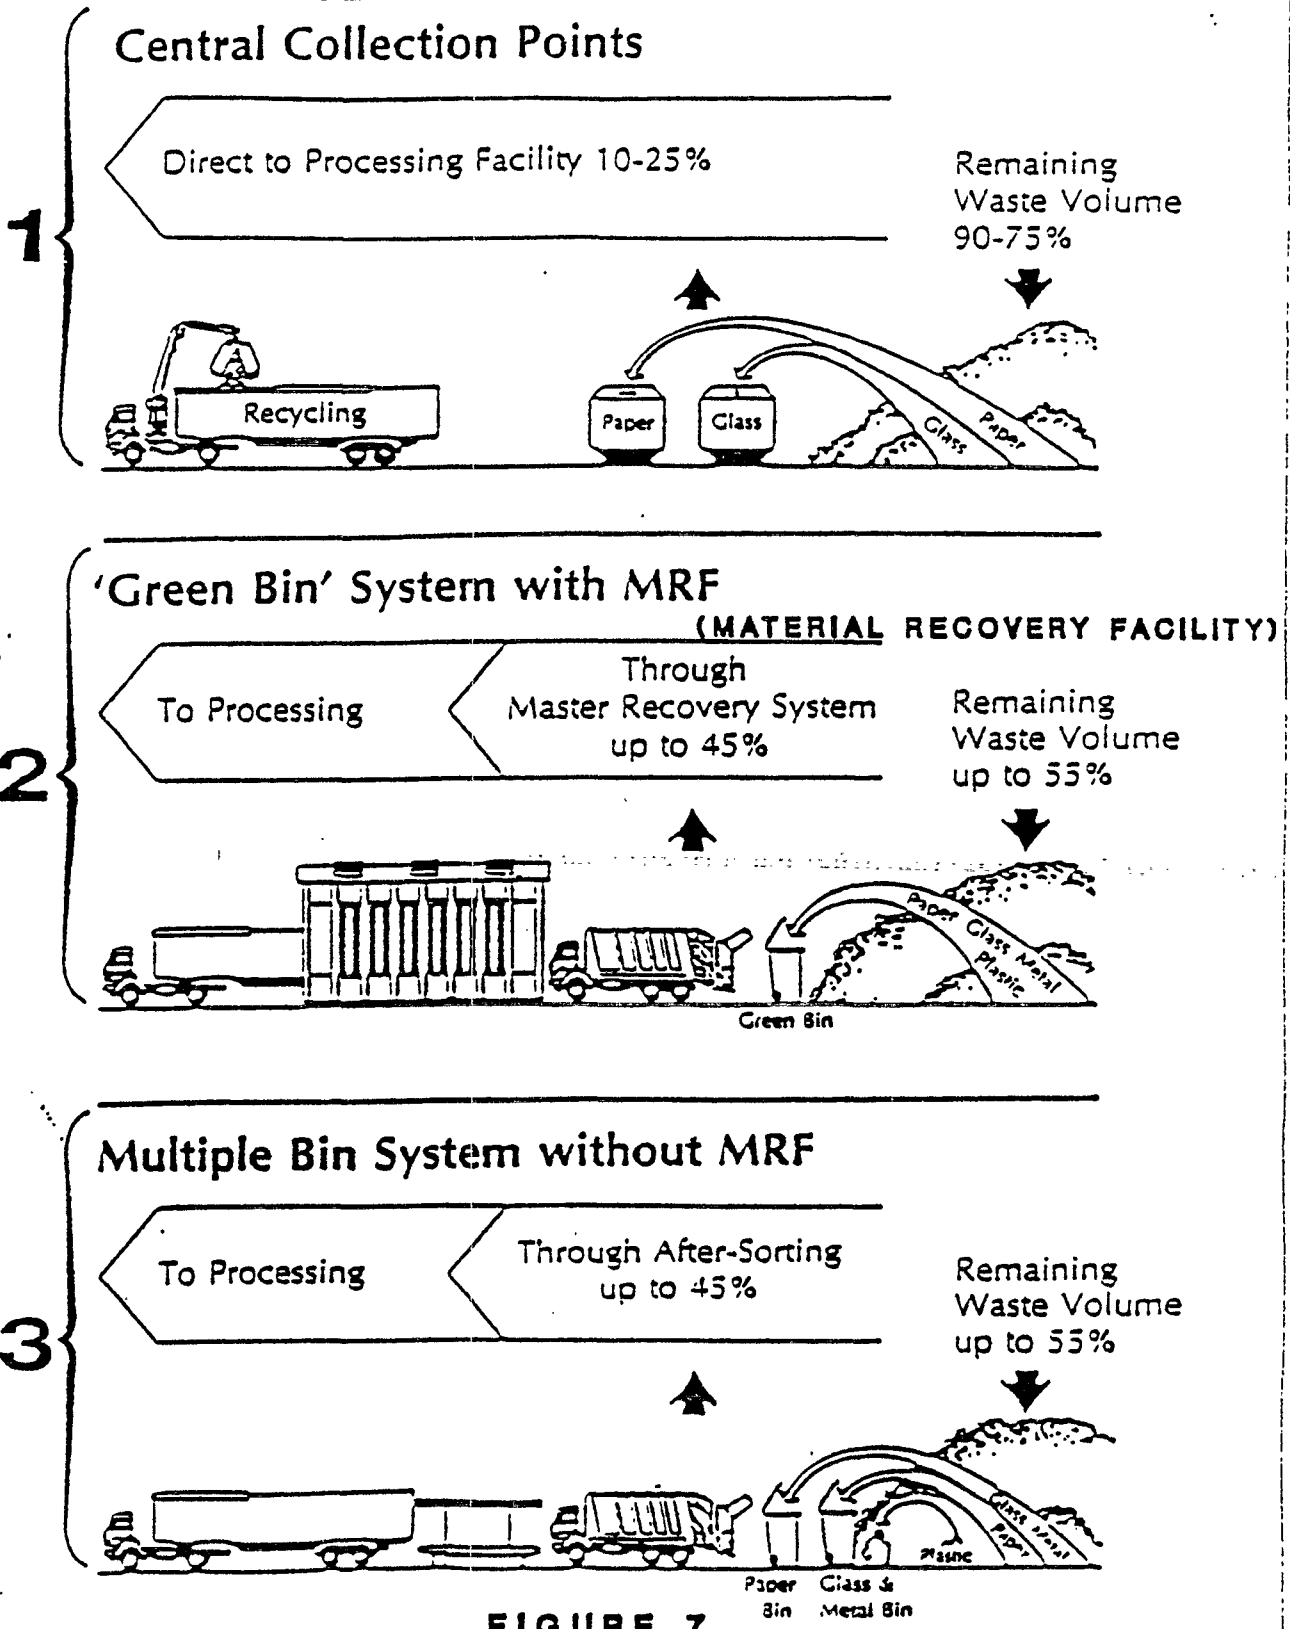 1
Central Collection Points
Direct to Processing Facility 10-25%
Remaining
Waste Volume
90-75%
Recycling
Paper
Glass
Glass
Paper
2
'Green Bin' System with MRF
(MATERIAL RECOVERY FACILITY)
To Processing
Through
Master Recovery System
up to 45%
Remaining
Waste Volume
up to 55%
Paper Glass Metal
Plastic
Green Bin
3
Multiple Bin System without MRF
To Processing
Through After-Sorting
up to 45%
Remaining
Waste Volume
up to 55%
Glass Metal
Paper
Plastic
Paper
Bin
Glass &
Metal Bin
FIGURE 7